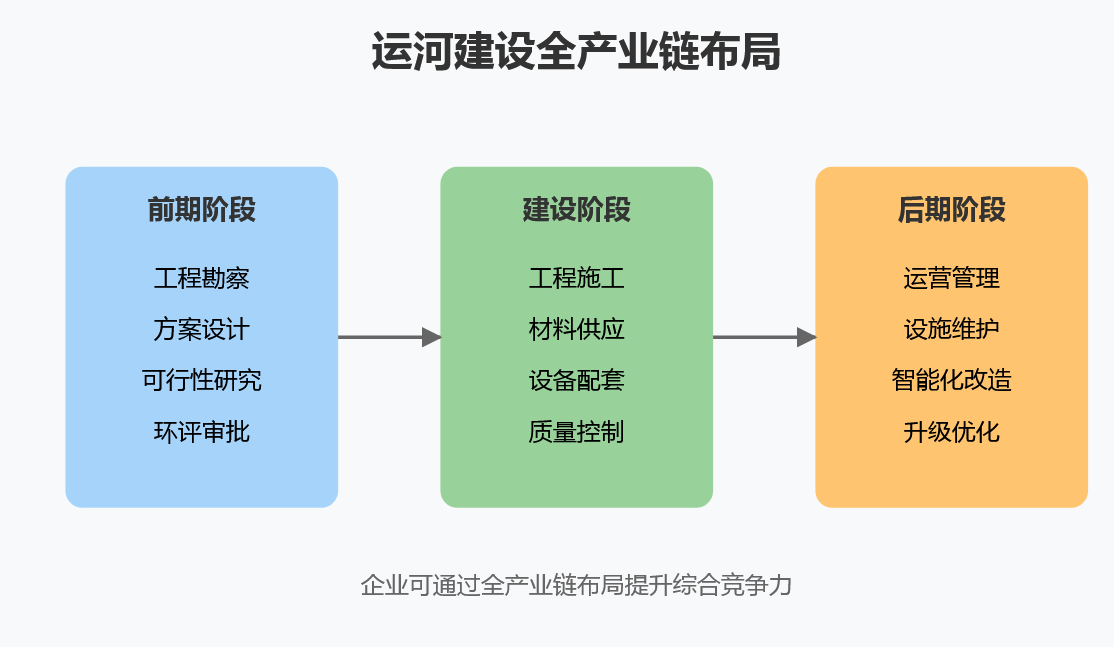 运河建设全产业链布局
前期阶段
工程勘察
方案设计
可行性研究
环评审批
建设阶段
工程施工
材料供应
设备配套
质量控制
后期阶段
运营管理
设施维护
智能化改造
升级优化
企业可通过全产业链布局提升综合竞争力